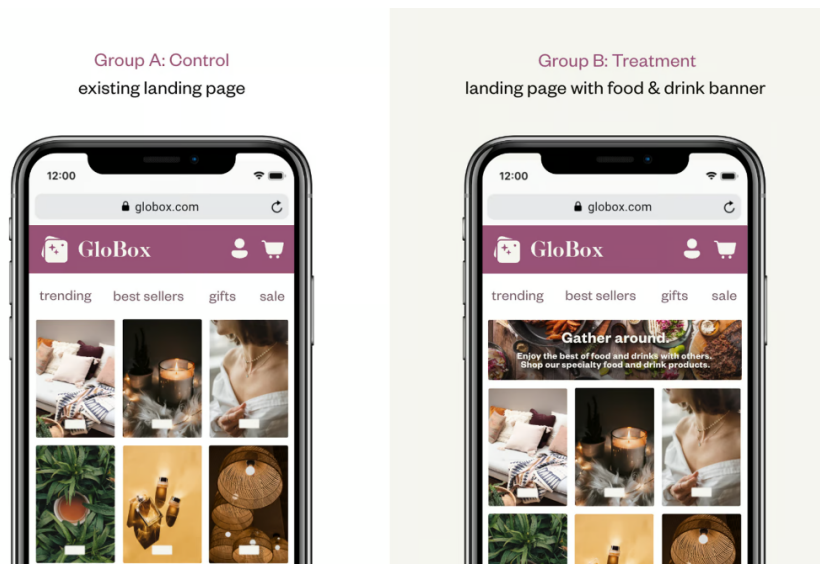 Group A: Control
existing landing page
12:00
globox.com
GloBox
trending best sellers gifts sale
Group B: Treatment
landing page with food & drink banner
12:00
globox.com
GloBox
trending best sellers gifts sale
Gather around.
Enjoy the best of food and drinks with others.
Shop our specialty food and drink products.